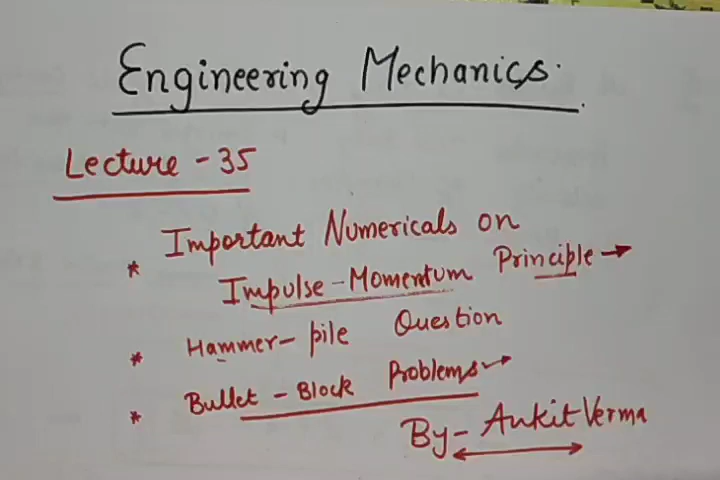 Engineering Mechanics.
Lecture - 35
* Important Numericals on
Impulse - Momentum Principle →
* Hammer - pile Question
* Bullet - Block Problems →
By - Ankit Verma